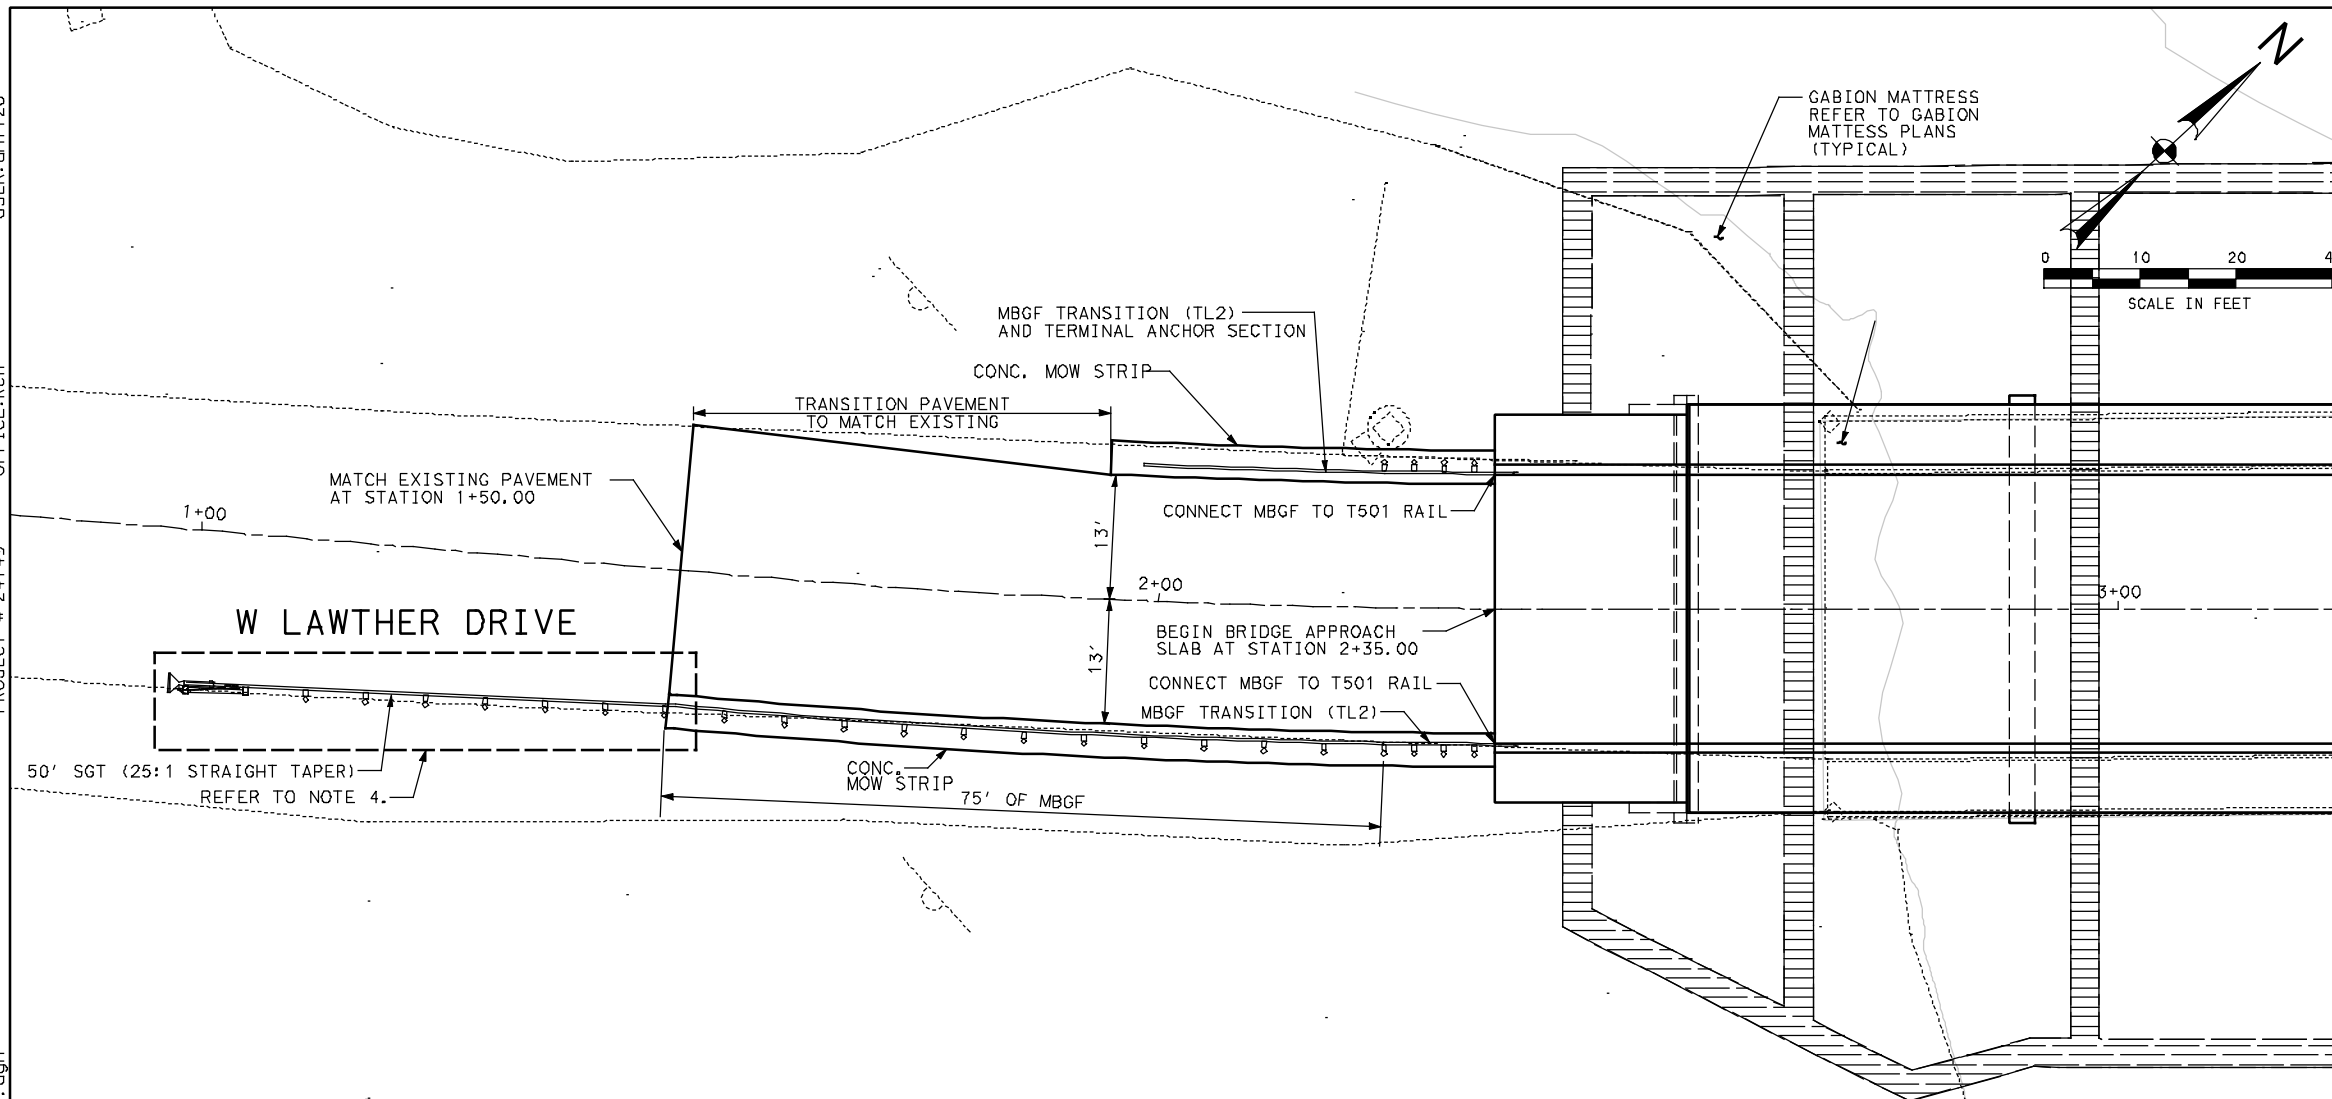 N
GABION MATTRESS
REFER TO GABION
MATTESS PLANS
(TYPICAL)
0 10 20 4
SCALE IN FEET
MBGF TRANSITION (TL2)
AND TERMINAL ANCHOR SECTION
CONC. MOW STRIP
TRANSITION PAVEMENT
TO MATCH EXISTING
MATCH EXISTING PAVEMENT
AT STATION 1+50.00
1+00
CONNECT MBGF TO T501 RAIL
13'
2+00
3+00
W LAWTHER DRIVE
BEGIN BRIDGE APPROACH
SLAB AT STATION 2+35.00
13'
CONNECT MBGF TO T501 RAIL
MBGF TRANSITION (TL2)
50' SGT (25:1 STRAIGHT TAPER)
REFER TO NOTE 4.
CONC.
MOW STRIP
75' OF MBGF